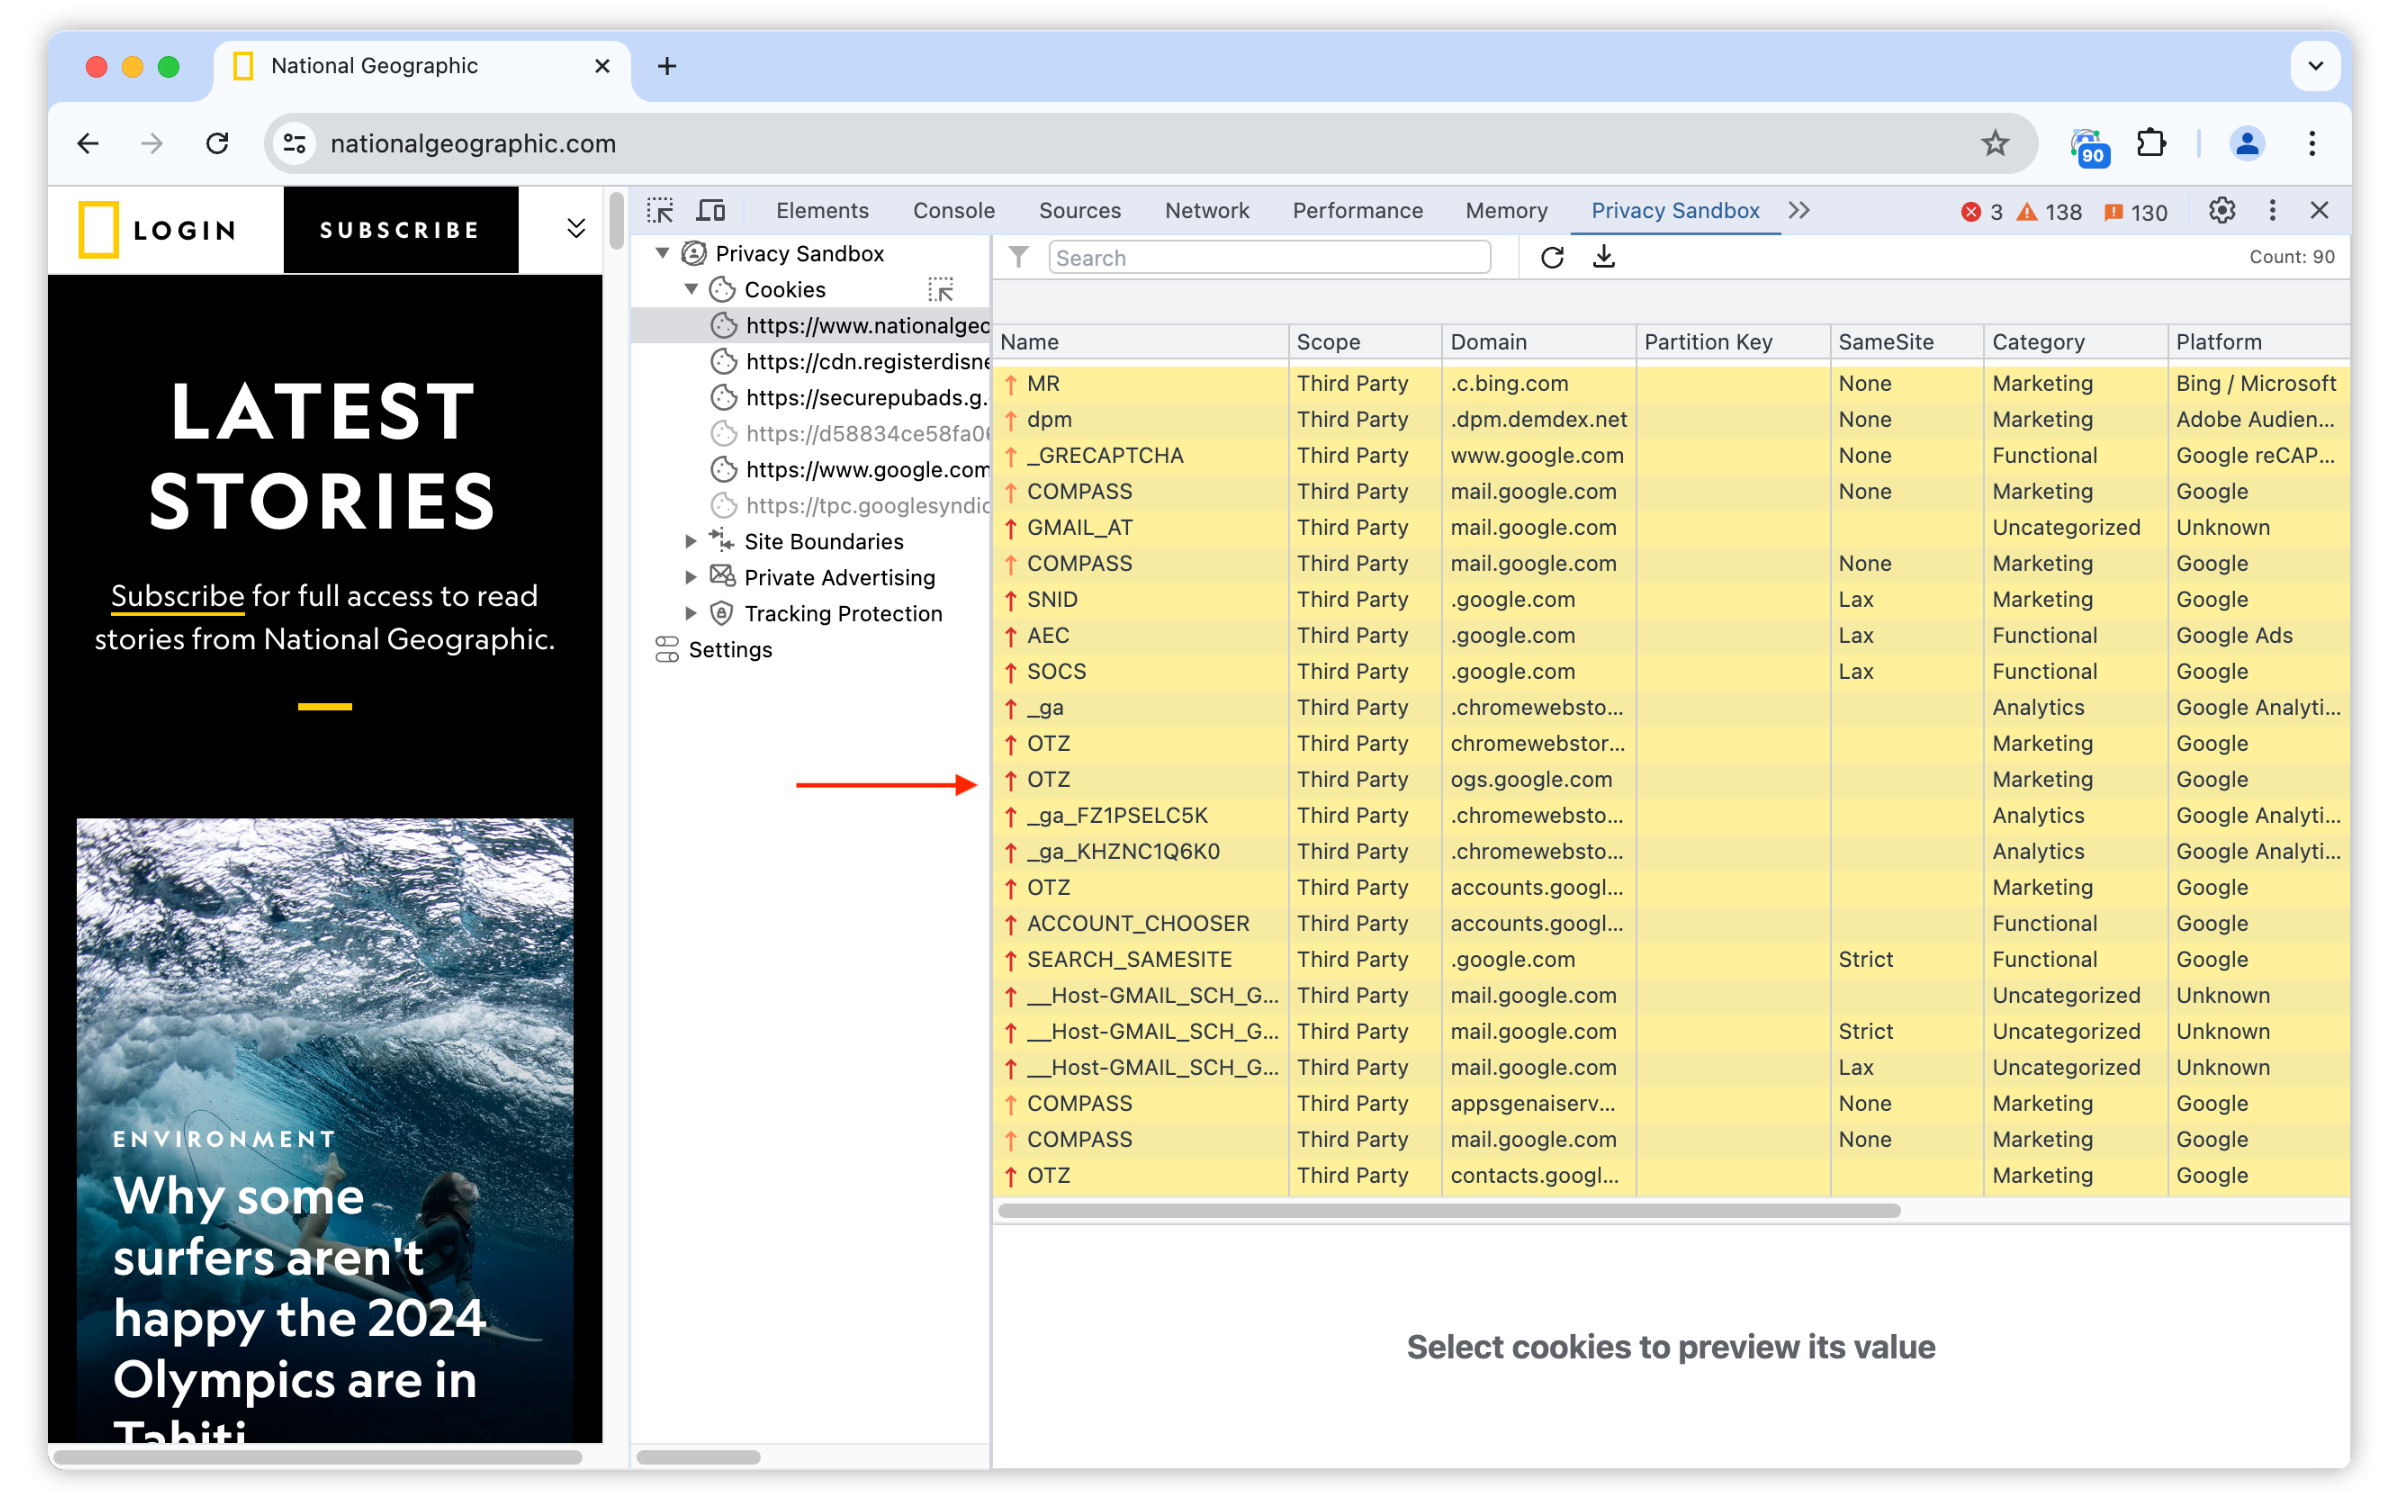 National Geographic
nationalgeographic.com
90
LOGIN
SUBSCRIBE
LATEST
STORIES
Subscribe for full access to read
stories from National Geographic.
ENVIRONMENT
Why some
surfers aren't
happy the 2024
Olympics are in
Tahiti
Elements Console Sources Network Performance Memory Privacy Sandbox 3 138 130
Privacy Sandbox
Cookies
https://www.nationalgeo
https://cdn.registerdisne
https://securepubads.g.
https://d58834ce58fa06
https://www.google.com
https://tpc.googlesyndic
Site Boundaries
Private Advertising
Tracking Protection
Settings
Search Count: 90
Name Scope Domain Partition Key SameSite Category Platform
MR Third Party .c.bing.com None Marketing Bing / Microsoft
dpm Third Party .dpm.demdex.net None Marketing Adobe Audien...
_GRECAPTCHA Third Party www.google.com None Functional Google reCAP...
COMPASS Third Party mail.google.com None Marketing Google
GMAIL_AT Third Party mail.google.com Uncategorized Unknown
COMPASS Third Party mail.google.com None Marketing Google
SNID Third Party .google.com Lax Marketing Google
AEC Third Party .google.com Lax Functional Google Ads
SOCS Third Party .google.com Lax Functional Google
_ga Third Party .chromewebsto... Analytics Google Analyti...
OTZ Third Party chromewebstor... Marketing Google
OTZ Third Party ogs.google.com Marketing Google
_ga_FZ1PSELC5K Third Party .chromewebsto... Analytics Google Analyti...
_ga_KHZNC1Q6K0 Third Party .chromewebsto... Analytics Google Analyti...
OTZ Third Party accounts.googl... Marketing Google
ACCOUNT_CHOOSER Third Party accounts.googl... Functional Google
SEARCH_SAMESITE Third Party .google.com Strict Functional Google
__Host-GMAIL_SCH_G... Third Party mail.google.com Uncategorized Unknown
__Host-GMAIL_SCH_G... Third Party mail.google.com Strict Uncategorized Unknown
__Host-GMAIL_SCH_G... Third Party mail.google.com Lax Uncategorized Unknown
COMPASS Third Party appsgenaiserv... None Marketing Google
COMPASS Third Party mail.google.com None Marketing Google
OTZ Third Party contacts.googl... Marketing Google
Select cookies to preview its value